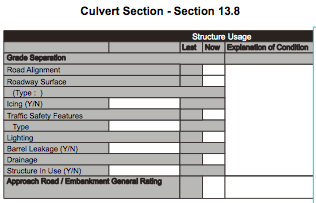 Culvert Section - Section 13.8
Structure Usage
Last Now Explanation of Condition
Grade Separation
Road Alignment
Roadway Surface
(Type : )
Icing (Y/N)
Traffic Safety Features
Type
Lighting
Barrel Leakage (Y/N)
Drainage
Structure In Use (Y/N)
Approach Road / Embankment General Rating